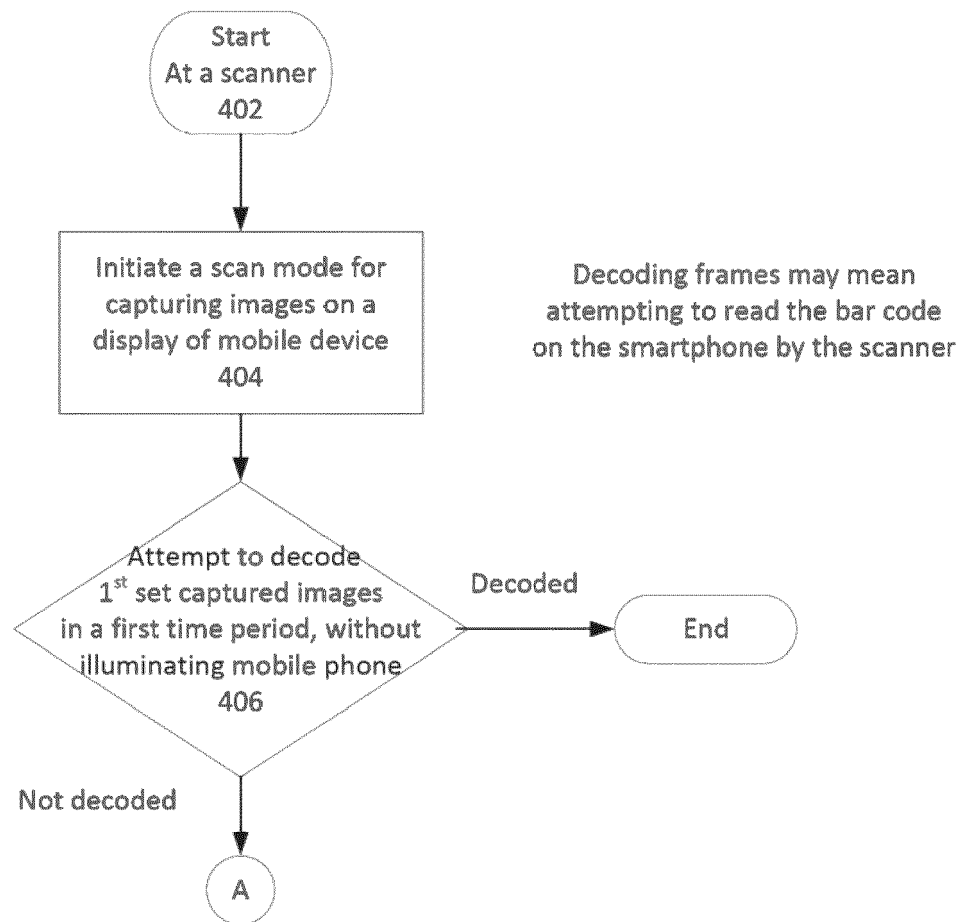 Start
At a scanner
402
Initiate a scan mode for
capturing images on a
display of mobile device
404
Decoding frames may mean
attempting to read the bar code
on the smartphone by the scanner
Attempt to decode
1st set captured images
in a first time period, without
illuminating mobile phone
406
Decoded
End
Not decoded
A